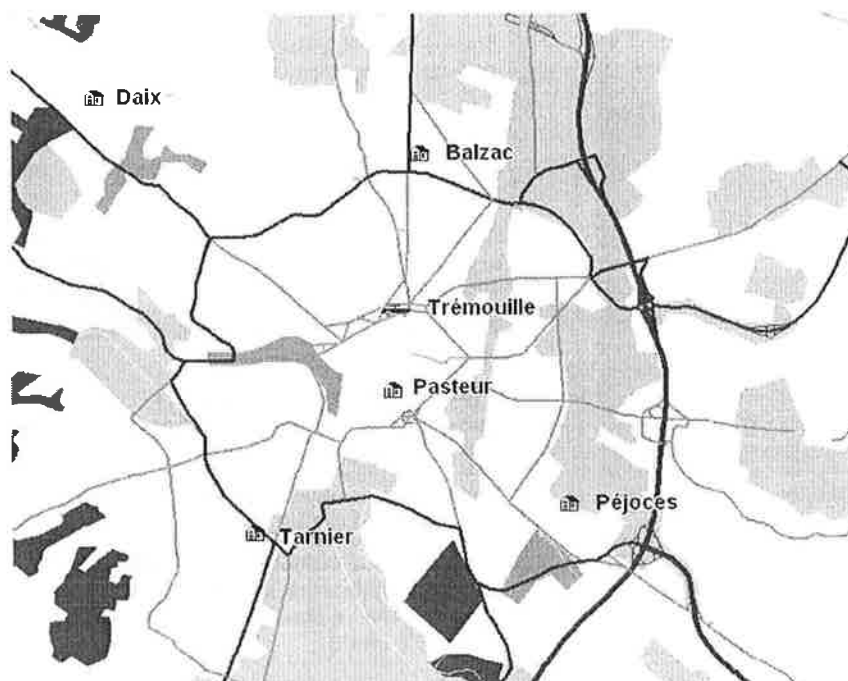 Daix
Balzac
Trémouille
Pasteur
Péjoces
Tarnier